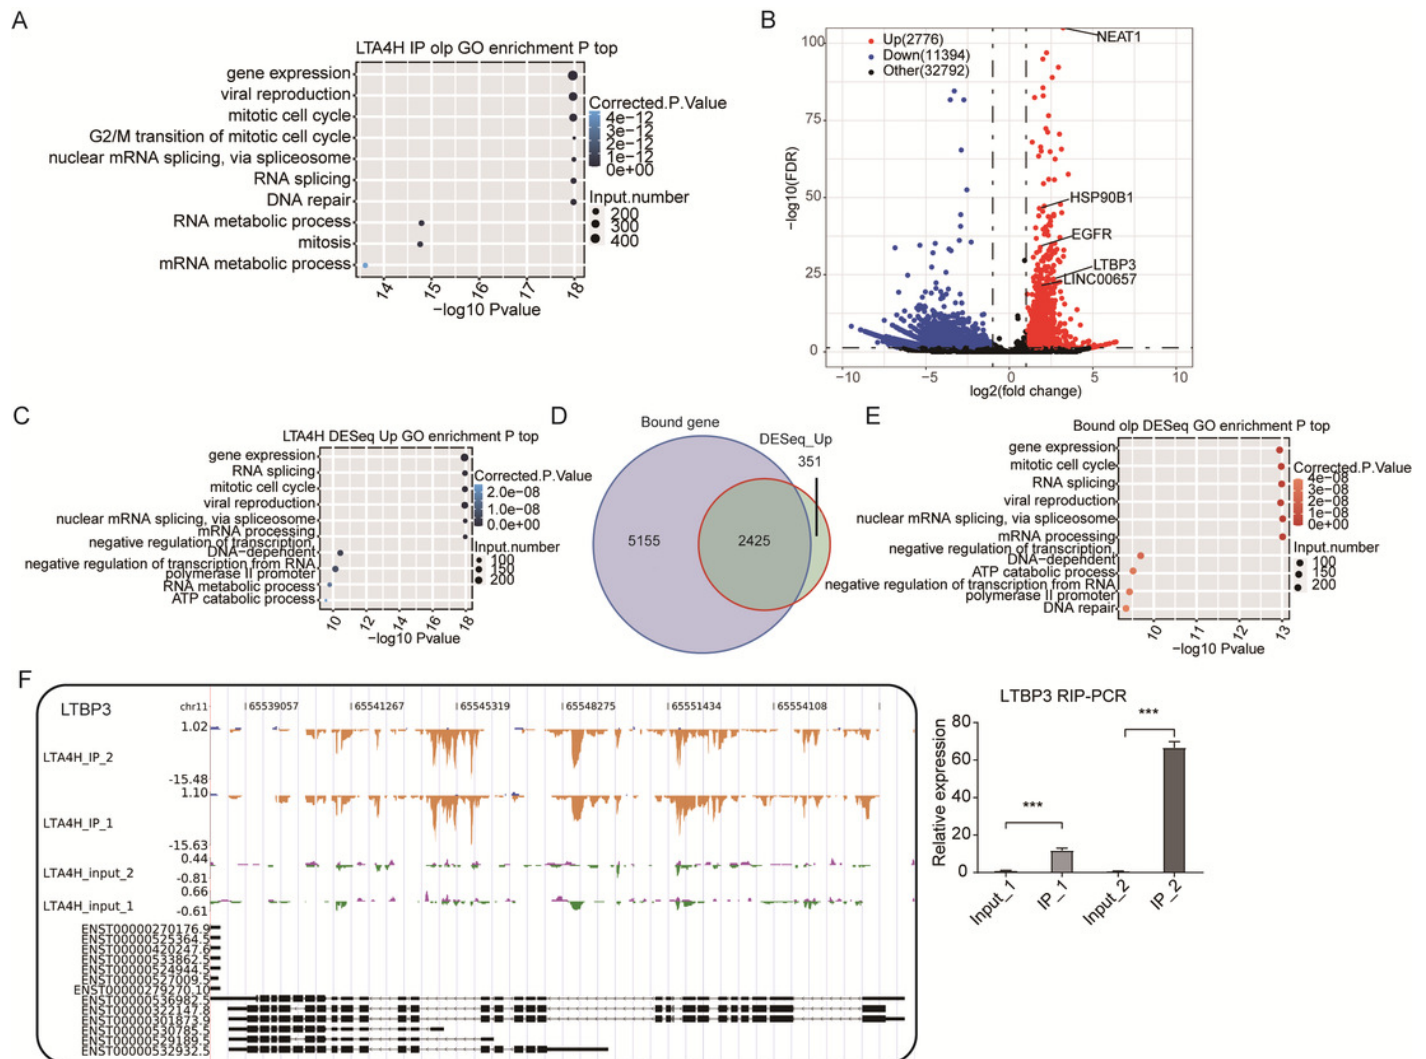 A
LTA4H IP olp GO enrichment P top
gene expression
viral reproduction
mitotic cell cycle
G2/M transition of mitotic cell cycle
nuclear mRNA splicing, via spliceosome
RNA splicing
DNA repair
RNA metabolic process
mitosis
mRNA metabolic process
14 15 16 17 18
−log10 Pvalue
Corrected.P.Value
4e−12
3e−12
2e−12
1e−12
0e+00
Input.number
200
300
400
B
Up(2776)
Down(11394)
Other(32792)
NEAT1
HSP90B1
EGFR
LTBP3
LINC00657
100
75
50
25
0
−log10(FDR)
−10 −5 0 5 10
log2(fold change)
C
LTA4H DESeq Up GO enrichment P top
gene expression
RNA splicing
mitotic cell cycle
viral reproduction
nuclear mRNA splicing, via spliceosome
mRNA processing
negative regulation of transcription,
DNA−dependent
negative regulation of transcription from RNA
polymerase II promoter
RNA metabolic process
ATP catabolic process
10 12 14 16 18
−log10 Pvalue
Corrected.P.Value
2.0e−08
1.0e−08
0.0e+00
Input.number
100
150
200
D
Bound gene
DESeq_Up
351
5155
2425
E
Bound olp DESeq GO enrichment P top
gene expression
mitotic cell cycle
RNA splicing
viral reproduction
nuclear mRNA splicing, via spliceosome
mRNA processing
negative regulation of transcription,
DNA−dependent
ATP catabolic process
negative regulation of transcription from RNA
polymerase II promoter
DNA repair
10 11 12 13
−log10 Pvalue
Corrected.P.Value
4e−08
3e−08
2e−08
1e−08
0e+00
Input.number
100
150
200
F
LTBP3
chr11 65539057 65541267 65545319 65548275 65551434 65554108
1.02
LTA4H_IP_2
-15.48
1.10
LTA4H_IP_1
-15.63
0.44
LTA4H_input_2
-0.81
0.66
LTA4H_input_1
-0.61
ENST00000270176.9
ENST00000525364.5
ENST00000420247.6
ENST00000533862.5
ENST00000524944.5
ENST00000527009.5
ENST00000279270.10
ENST00000536982.5
ENST00000322147.8
ENST00000301873.9
ENST00000530785.5
ENST00000529189.5
ENST00000532932.5
LTBP3 RIP-PCR
Relative expression
80
60
40
20
0
***
***
Input_1
IP_1
Input_2
IP_2